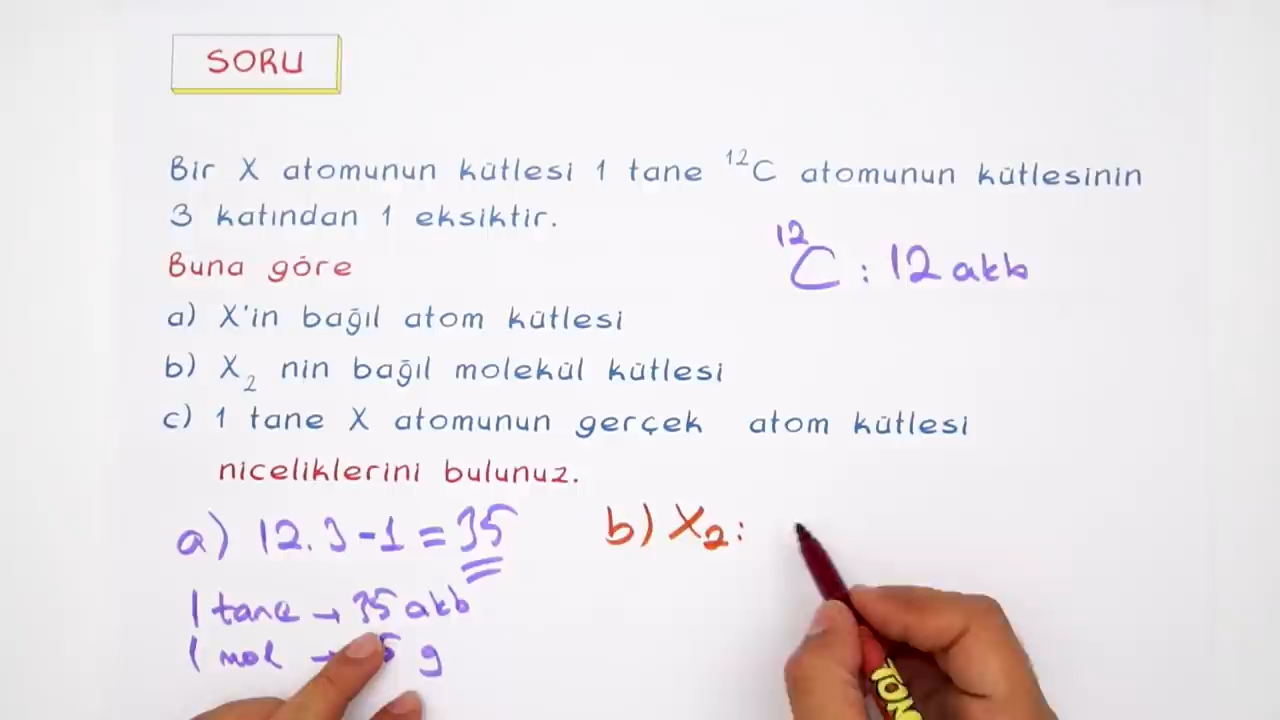 SORU
Bir X atomunun kütlesi 1 tane ¹²C atomunun kütlesinin
3 katından 1 eksiktir.
¹²C : 12 akb
Buna göre
a) X'in bağıl atom kütlesi
b) X₂ nin bağıl molekül kütlesi
c) 1 tane X atomunun gerçek atom kütlesi
niceliklerini bulunuz.
a) 12.3-1=35
b) X₂:
1 tane → 35 akb
1 mol → g
TOM